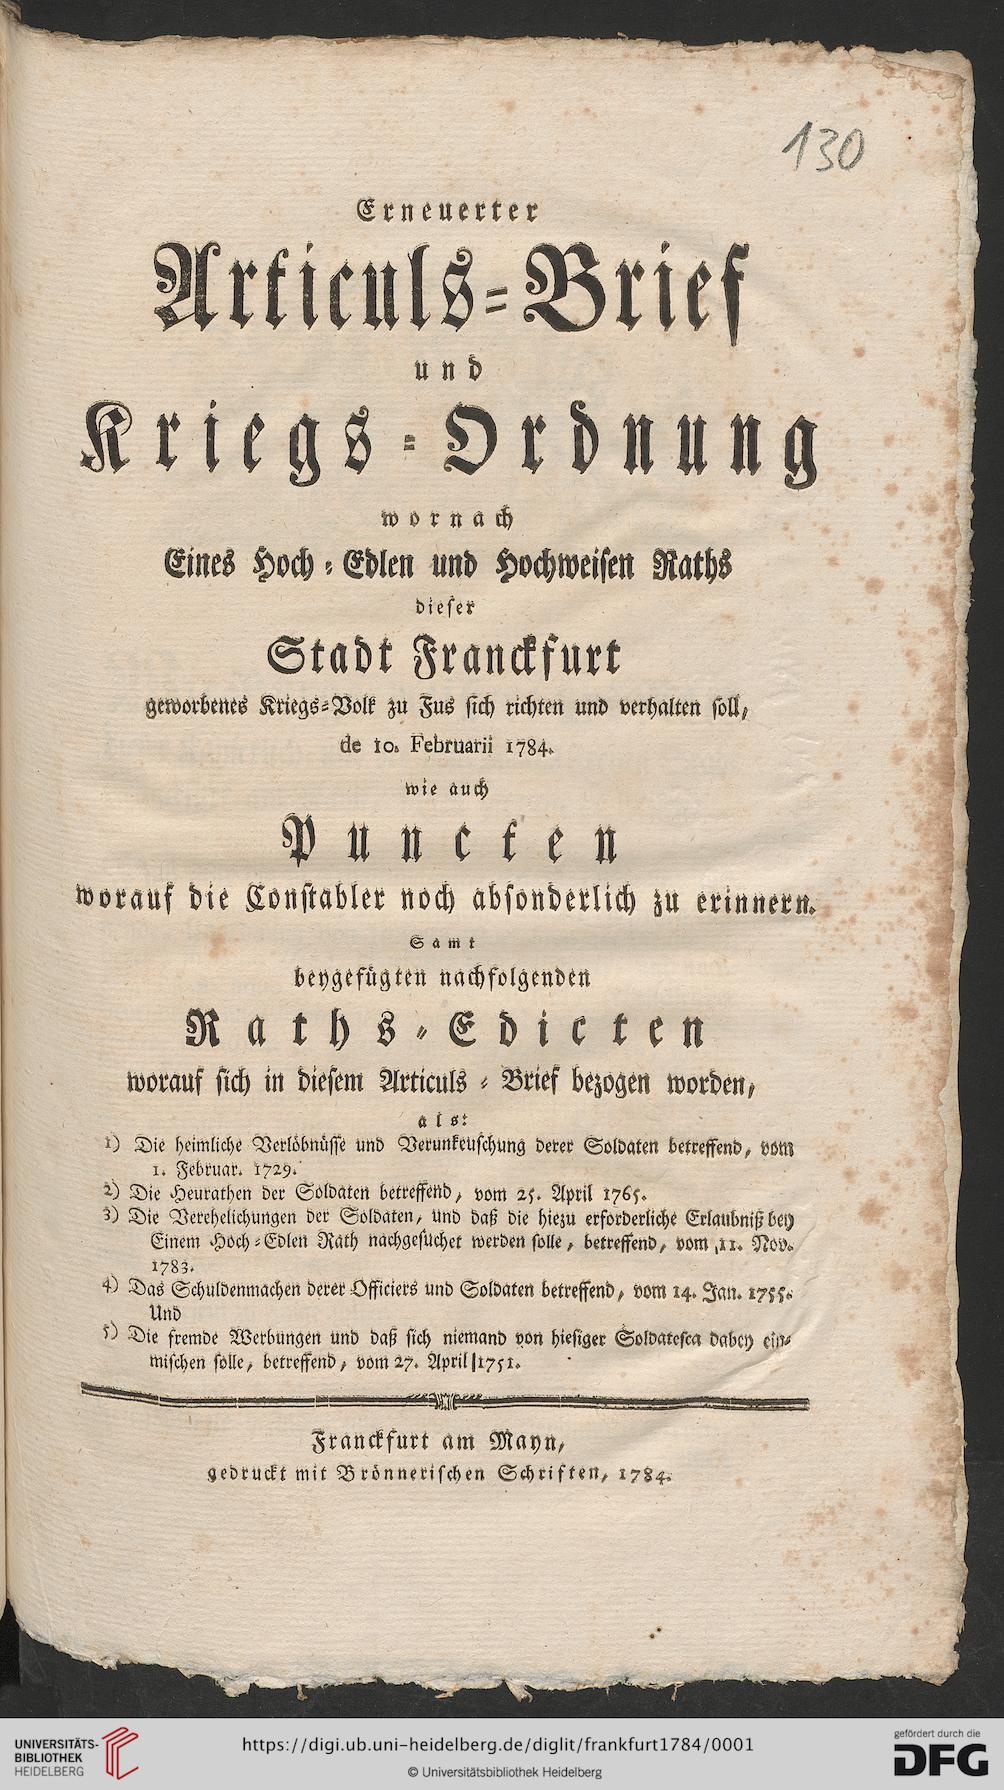 130
Erneuerter
Articuls=Brief
und
Kriegs=Ordnung
wornach
Eines Hoch=Edlen und Hochweisen Raths
dieser
Stadt Franckfurt
geworbenes Kriegs=Volk zu Fus sich richten und verhalten soll,
de 10. Februarii 1784.
wie auch
Puncten
worauf die Constabler noch absonderlich zu erinnern.
Samt
beygefügten nachfolgenden
Raths=Edicten
worauf sich in diesem Articuls=Brief bezogen worden,
als:
1) Die heimliche Verlöbnüsse und Verunkeuschung derer Soldaten betreffend, vom
1. Februar. 1729.
2) Die Heurathen der Soldaten betreffend, vom 25. April 1765.
3) Die Verehelichungen der Soldaten, und daß die hiezu erforderliche Erlaubniß bey
Einem Hoch=Edlen Rath nachgesuchet werden solle, betreffend, vom 11. Nov.
1783.
4) Das Schuldenmachen derer Officiers und Soldaten betreffend, vom 14. Jan. 1755.
Und
5) Die fremde Werbungen und daß sich niemand von hiesiger Soldatesca dabey ein=
mischen solle, betreffend, vom 27. April 1751.
Franckfurt am Mayn,
gedruckt mit Brönnerischen Schriften, 1784.
UNIVERSITÄTS-
BIBLIOTHEK
HEIDELBERG
https://digi.ub.uni-heidelberg.de/diglit/frankfurt1784/0001
© Universitätsbibliothek Heidelberg
gefördert durch die
DFG